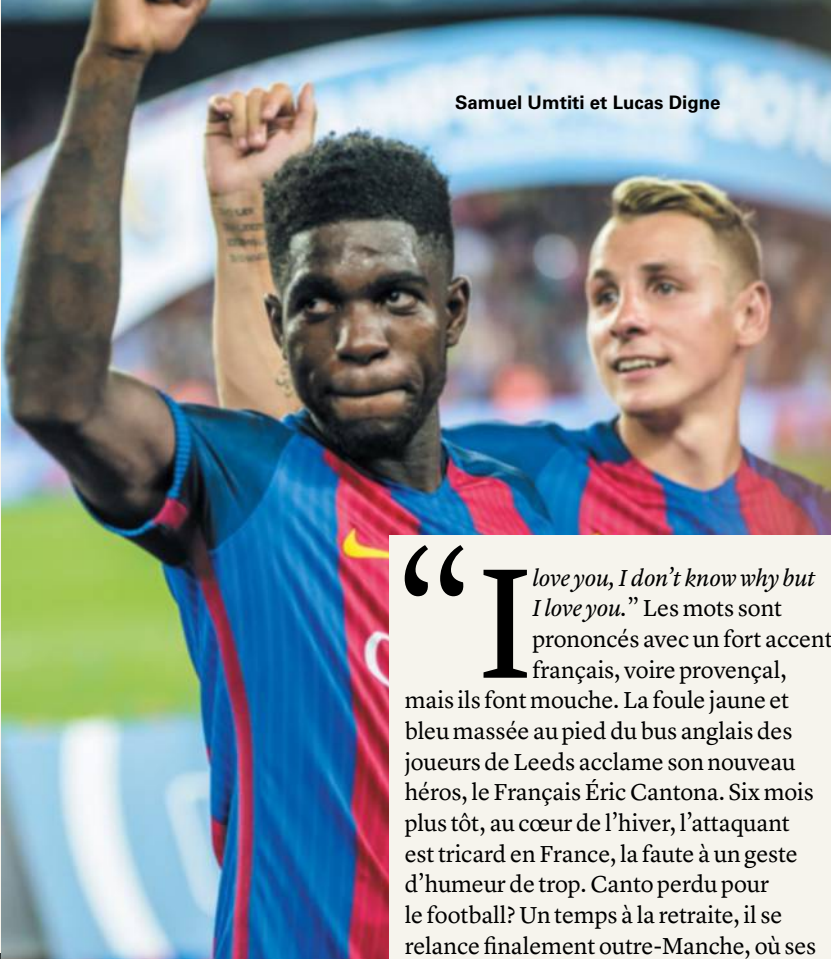 CAMPEONES 2016
Samuel Umtiti et Lucas Digne
“I love you, I don’t know why but
I love you.” Les mots sont
prononcés avec un fort accent
français, voire provençal,
mais ils font mouche. La foule jaune et
bleu massée au pied du bus anglais des
joueurs de Leeds acclame son nouveau
héros, le Français Éric Cantona. Six mois
plus tôt, au cœur de l’hiver, l’attaquant
est tricard en France, la faute à un geste
d’humeur de trop. Canto perdu pour
le football? Un temps à la retraite, il se
relance finalement outre-Manche, où ses